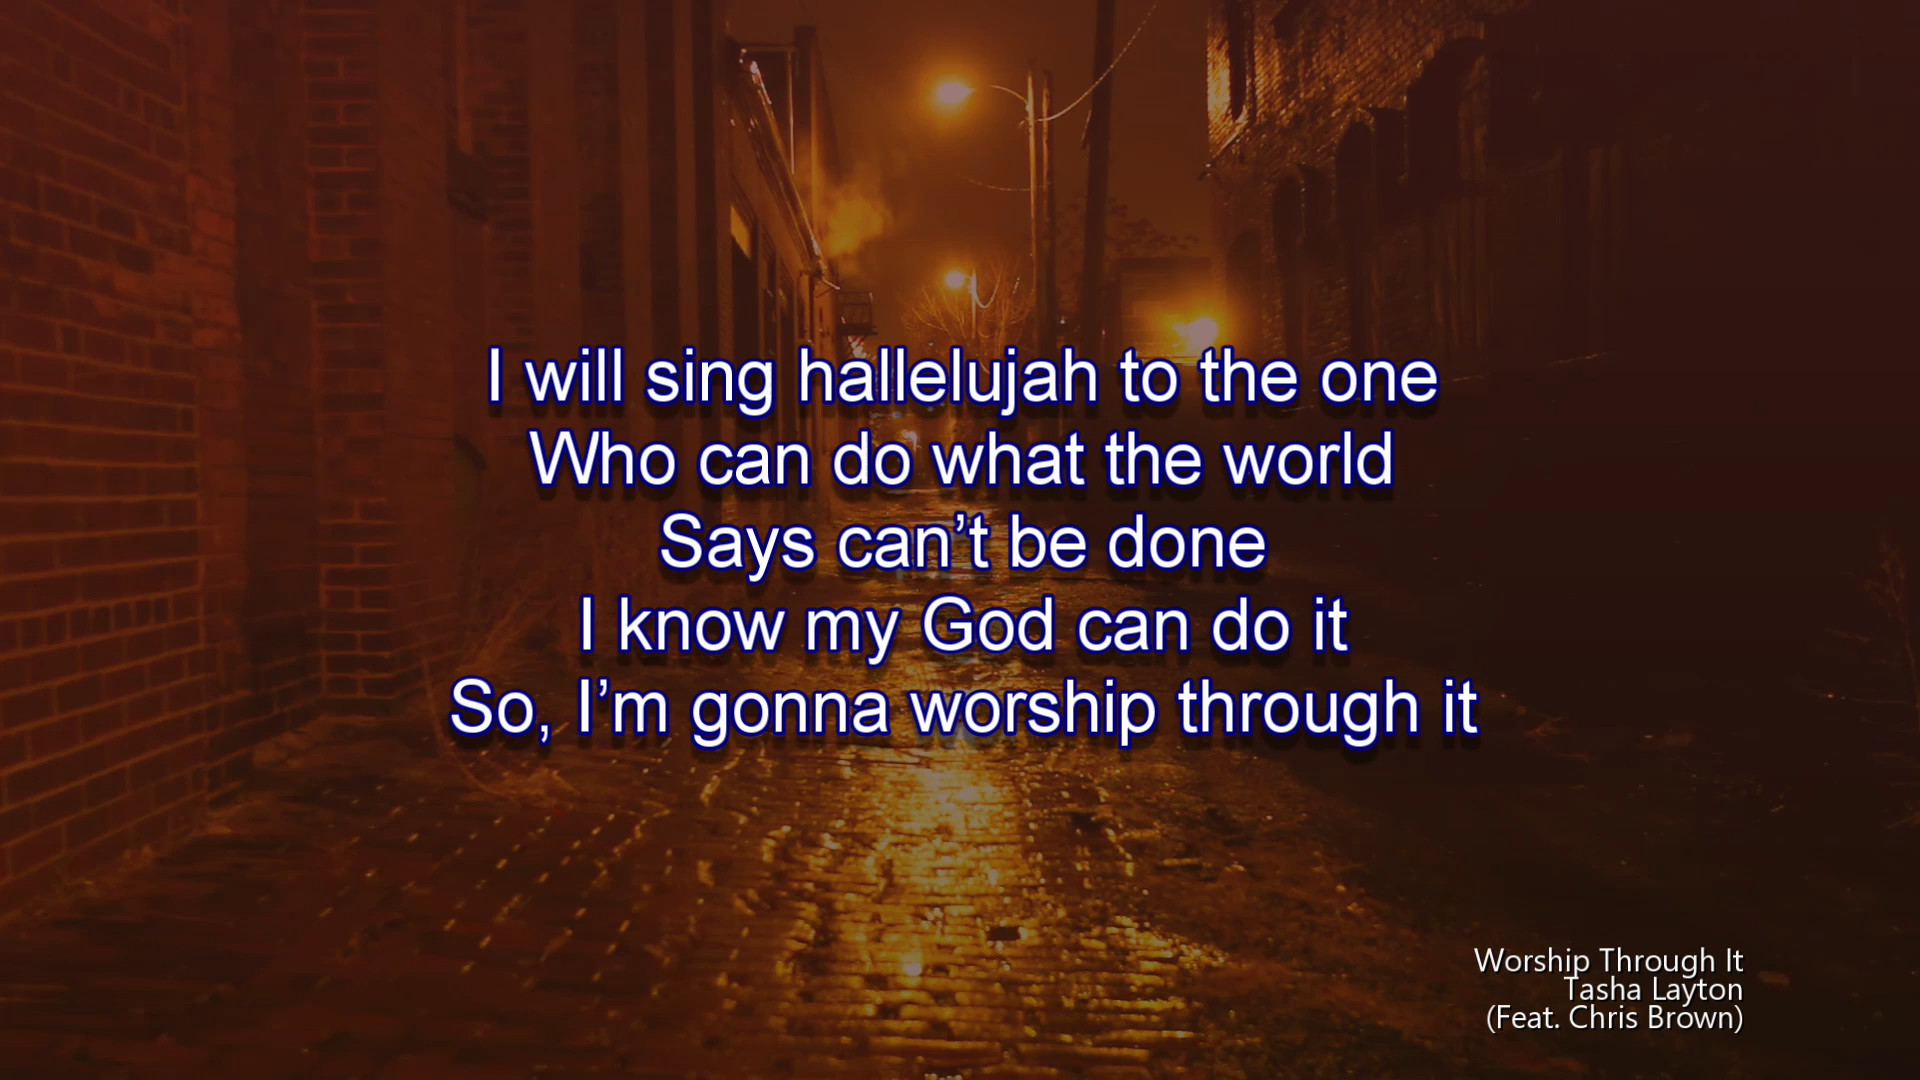 I will sing hallelujah to the one
Who can do what the world
Says can’t be done
I know my God can do it
So, I’m gonna worship through it
Worship Through It
Tasha Layton
(Feat. Chris Brown)